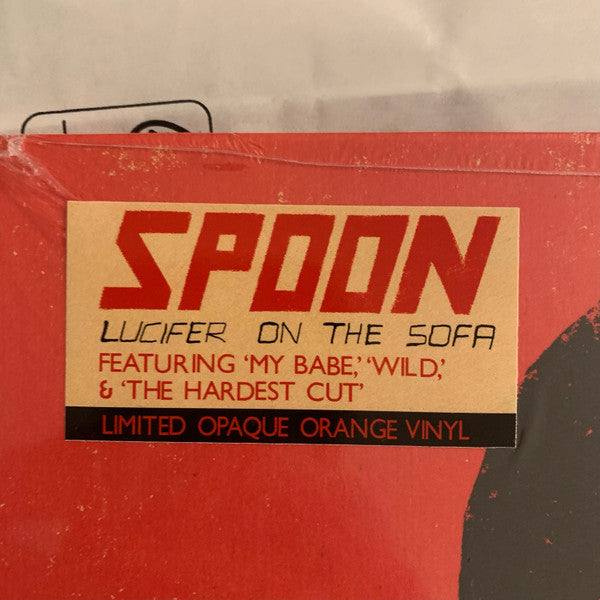 SPOON
LUCIFER ON THE SOFA
FEATURING ‘MY BABE,’ ‘WILD,’
& ‘THE HARDEST CUT’
LIMITED OPAQUE ORANGE VINYL